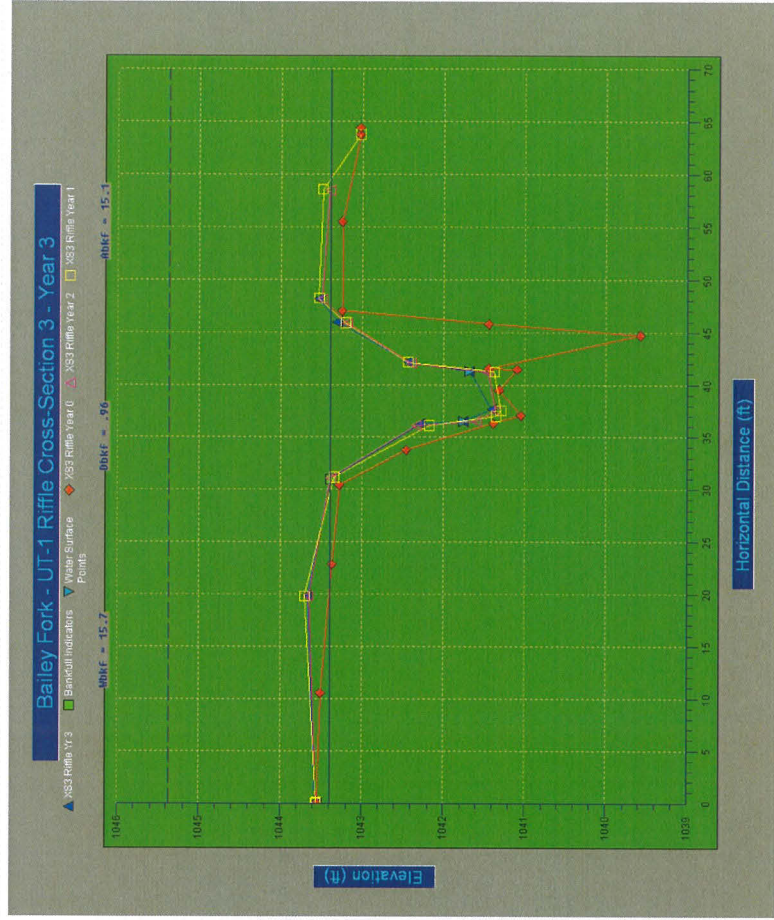 Bailey Fork - UT-1 Riffle Cross-Section 3 - Year 3
XS3 Riffle Yr 3
Bankfull Indicators
Water Surface Points
XS3 Riffle Year 0
XS3 Riffle Year 2
XS3 Riffle Year 1
Wbkf = 15.7
Dbkf = .96
Abkf = 15.1
Elevation (ft)
1046
1045
1044
1043
1042
1041
1040
1039
0
5
10
15
20
25
30
35
40
45
50
55
60
65
70
Horizontal Distance (ft)